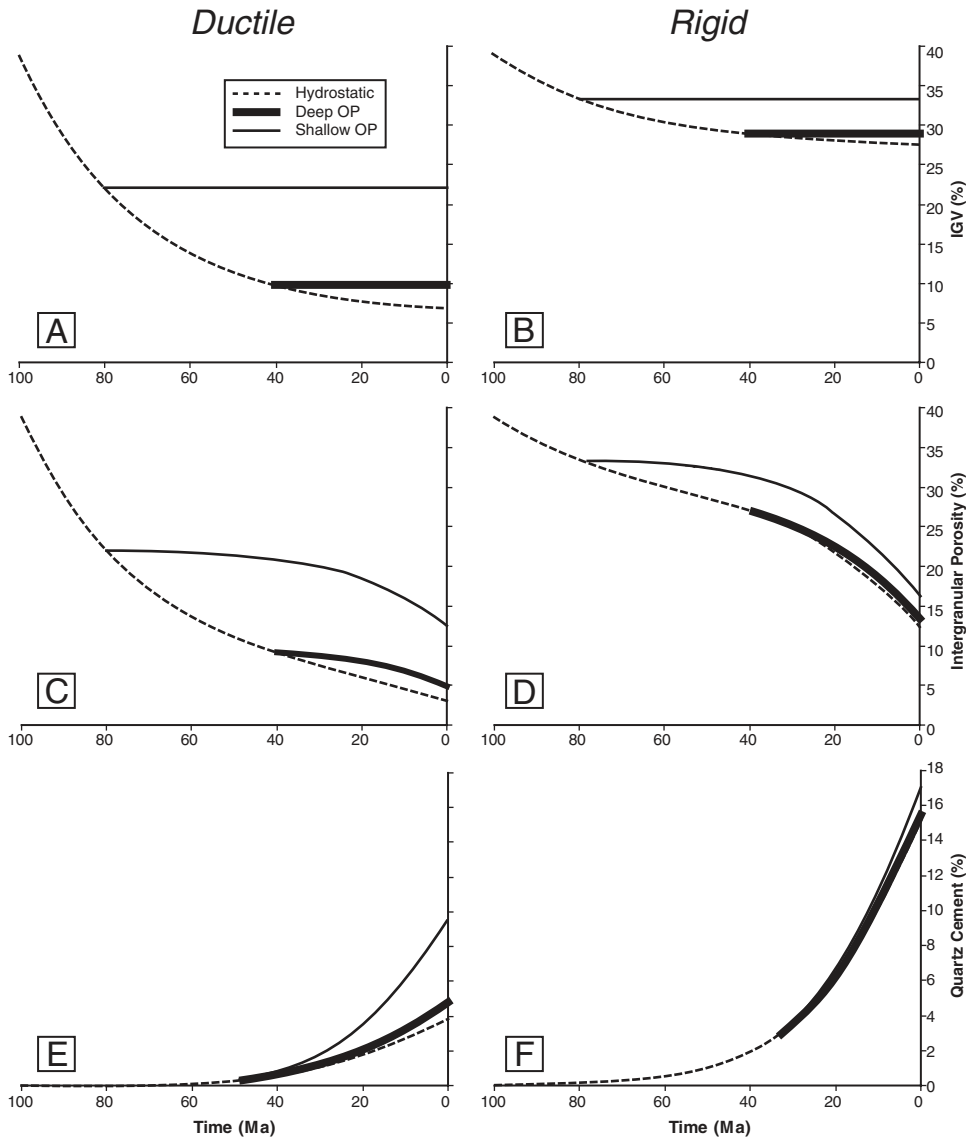 Ductile
Rigid
Hydrostatic
Deep OP
Shallow OP
A
100 80 60 40 20 0
B
40
35
30
25
20
15
10
5
0
IGV (%)
100 80 60 40 20 0
C
100 80 60 40 20 0
D
40
35
30
25
20
15
10
5
0
Intergranular Porosity (%)
100 80 60 40 20 0
E
100 80 60 40 20 0
Time (Ma)
F
18
16
14
12
10
8
6
4
2
0
Quartz Cement (%)
100 80 60 40 20 0
Time (Ma)